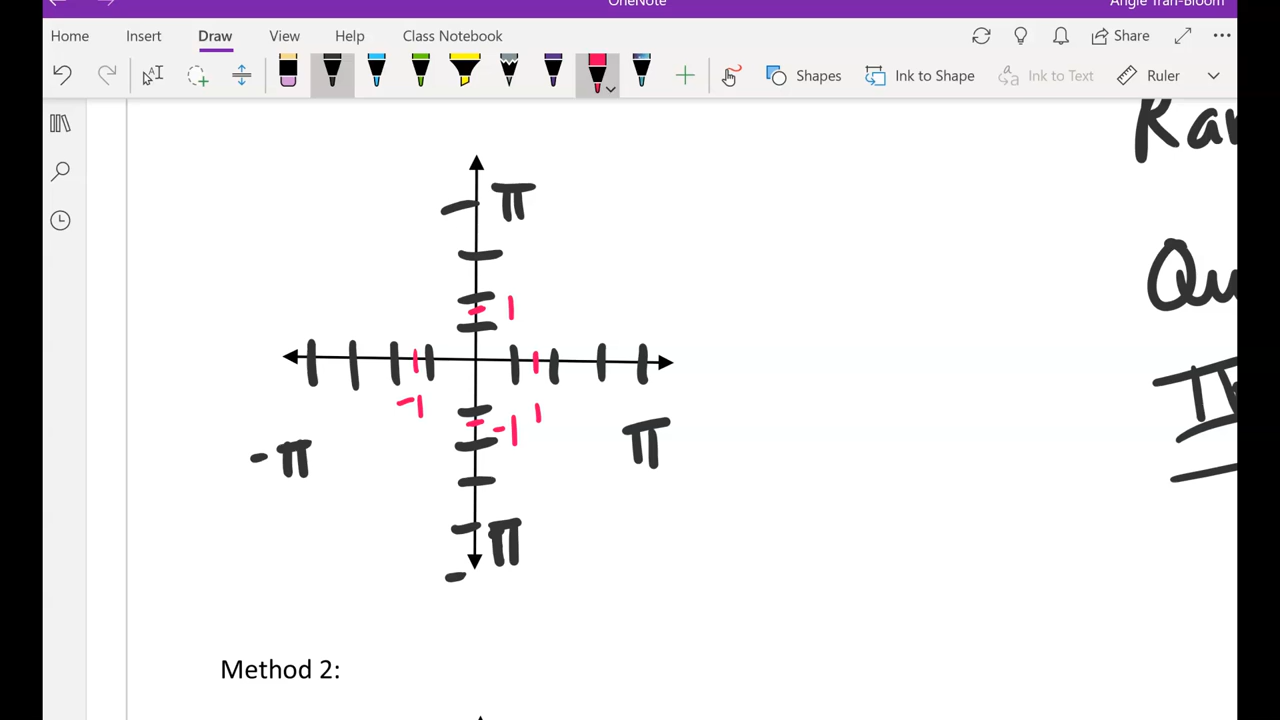 OneNote
Angie Tran-Bloom
Home Insert Draw View Help Class Notebook Share
Shapes Ink to Shape Ink to Text Ruler
π
1
-1
1
-1
-π
π
π
-
Method 2: